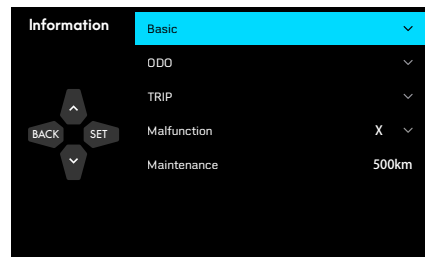 Information
Basic
ODO
TRIP
BACK SET
Malfunction X
Maintenance 500km